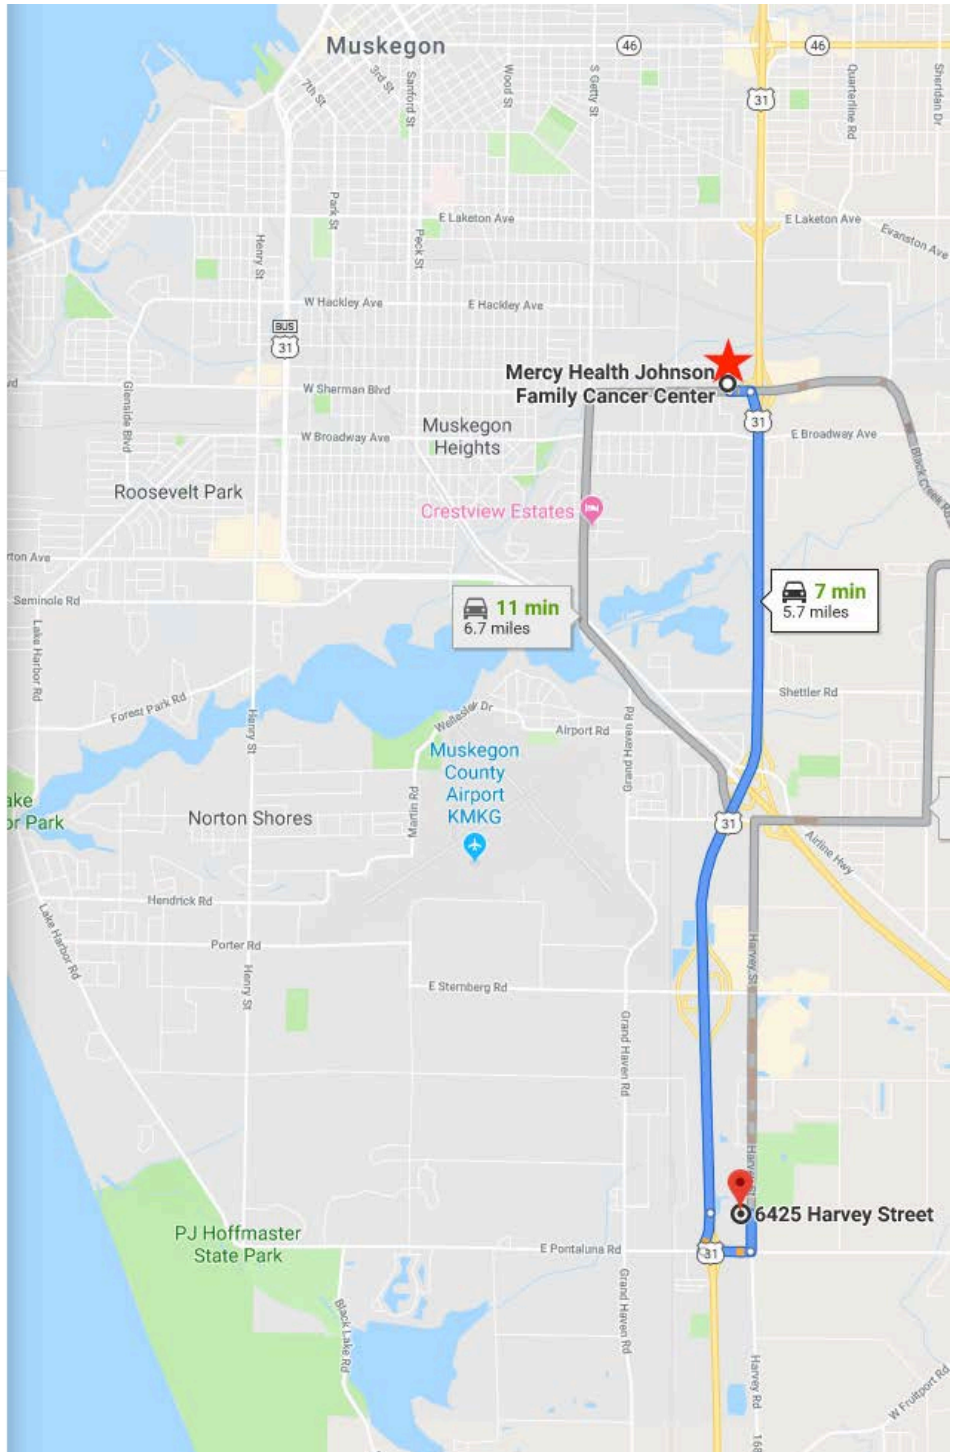 Muskegon
46
46
7th St
3rd St
Sanford St
Wood St
S Getty St
31
Quarterline Rd
Sheridan Dr
Park St
Peck St
E Laketon Ave
E Laketon Ave
Evanston Ave
Henry St
W Hackley Ave
E Hackley Ave
BUS
31
Mercy Health Johnson
Family Cancer Center
Glenside Blvd
W Sherman Blvd
31
W Broadway Ave
Muskegon
Heights
E Broadway Ave
Roosevelt Park
Crestview Estates
Seminole Rd
11 min
6.7 miles
7 min
5.7 miles
Lake Harbor Rd
Forest Park Rd
Henry St
Wellesley Dr
Airport Rd
Grand Haven Rd
Shettler Rd
Muskegon
County
Airport
KMKG
Martin Rd
Norton Shores
31
Airline Hwy
Hendrick Rd
Lake Harbor Rd
Porter Rd
Henry St
Harvey St
E Sternberg Rd
Grand Haven Rd
Harvey St
6425 Harvey Street
PJ Hoffmaster
State Park
E Pontaluna Rd
31
Black Lake Rd
Grand Haven Rd
Harvey Rd
W Fruitport Rd